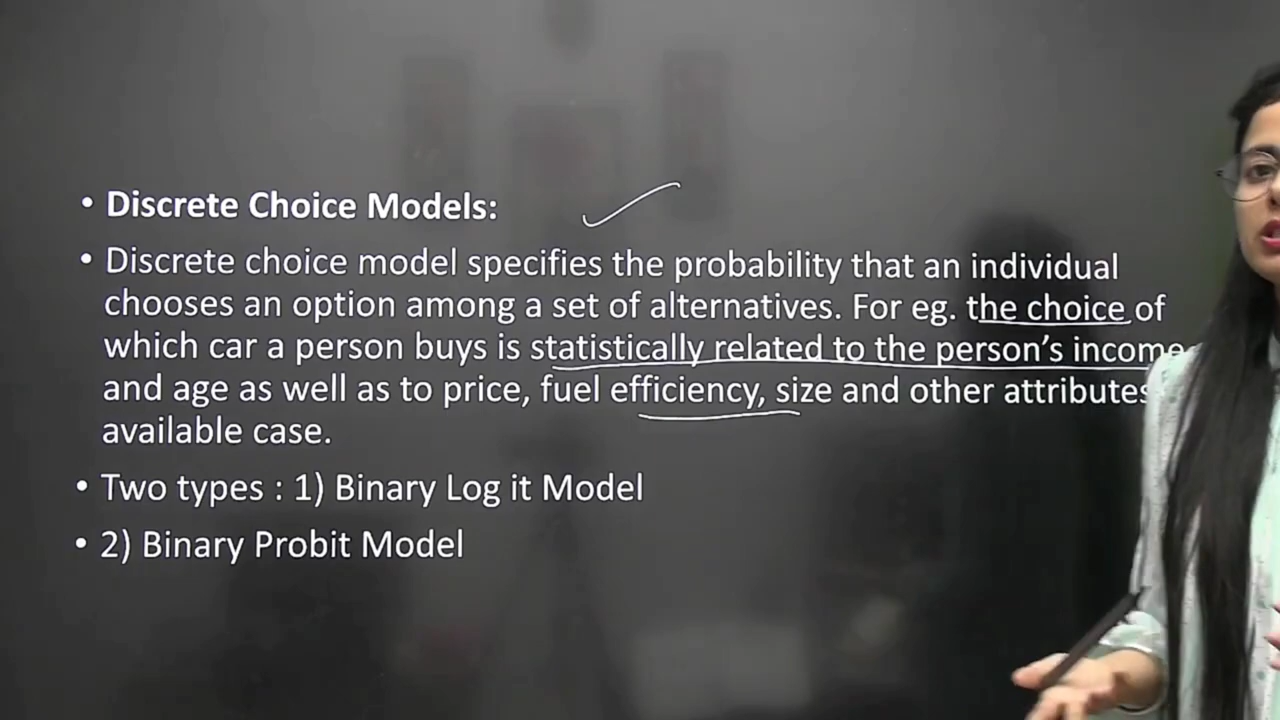 • Discrete Choice Models:
• Discrete choice model specifies the probability that an individual
chooses an option among a set of alternatives. For eg. the choice of
which car a person buys is statistically related to the person's income
and age as well as to price, fuel efficiency, size and other attributes
available case.
• Two types : 1) Binary Log it Model
• 2) Binary Probit Model